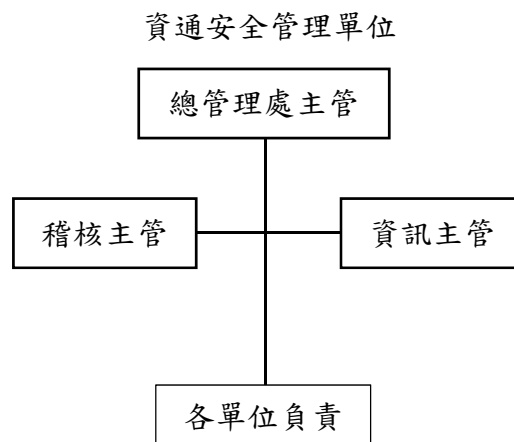 資通安全管理單位
總管理處主管
稽核主管
資訊主管
各單位負責